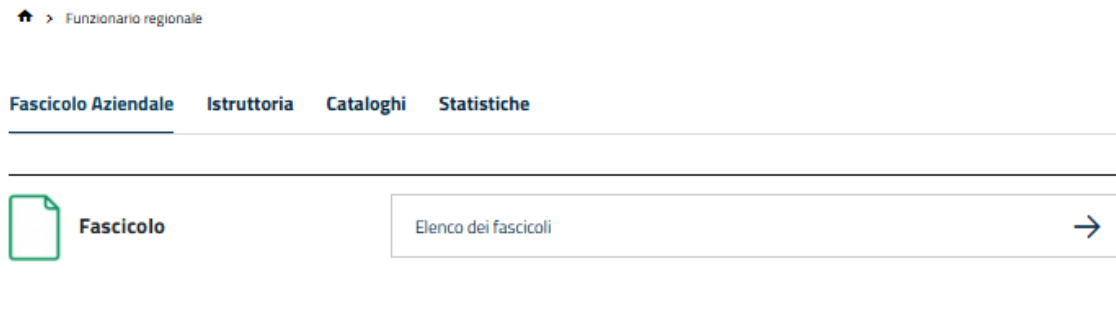 Funzionario regionale
Fascicolo Aziendale Istruttoria Cataloghi Statistiche
Fascicolo Elenco dei fascicoli